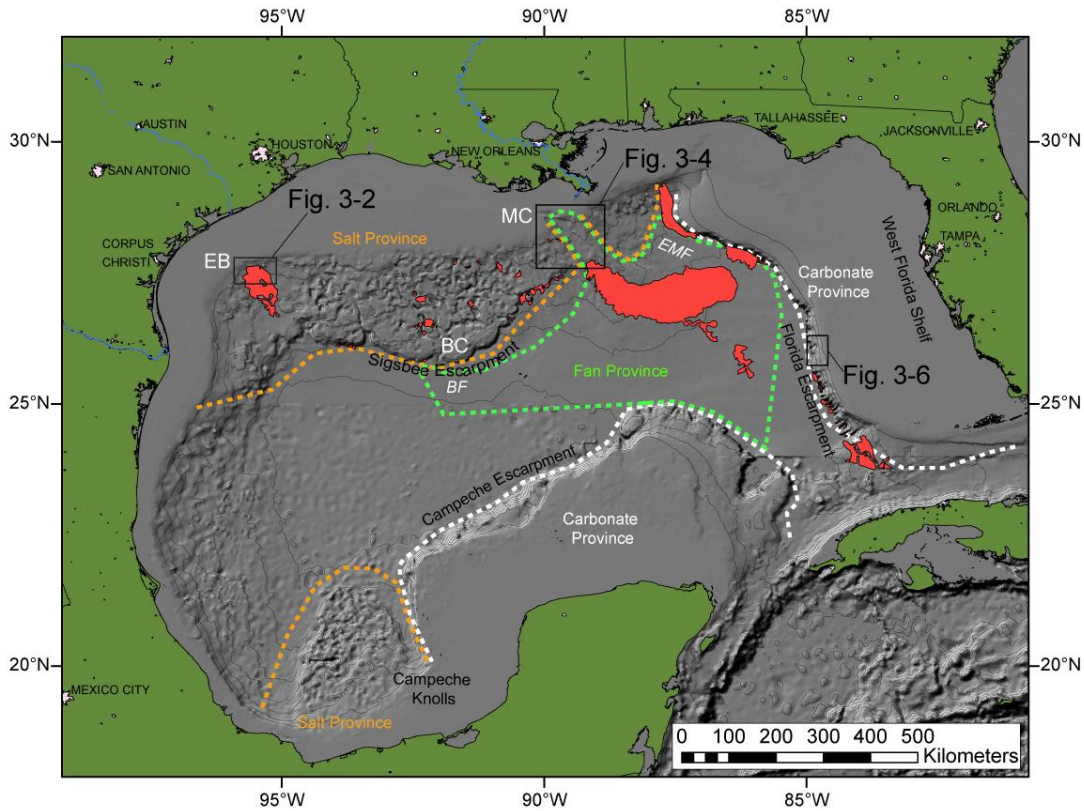 95°W
90°W
85°W
30°N
25°N
20°N
30°N
25°N
20°N
AUSTIN
HOUSTON
SAN ANTONIO
NEW ORLEANS
TALLAHASSEE
JACKSONVILLE
Fig. 3-4
Fig. 3-2
MC
ORLANDO
TAMPA
CORPUS
CHRISTI
Salt Province
EB
EMF
West Florida Shelf
Carbonate
Province
BC
Sigsbee Escarpment
BF
Fan Province
Florida Escarpment
Fig. 3-6
Campeche Escarpment
Carbonate
Province
Campeche
Knolls
MEXICO CITY
Salt Province
0 100 200 300 400 500
Kilometers
95°W
90°W
85°W